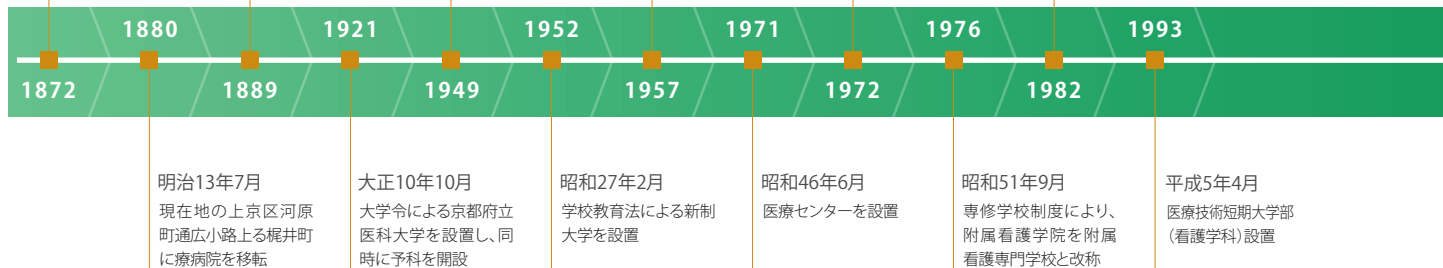 1880
1921
1952
1971
1976
1993
1872
1889
1949
1957
1972
1982
明治13年7月
現在地の上京区河原
町通広小路上る梶井町
に療病院を移転
大正10年10月
大学令による京都府立
医科大学を設置し、同
時に予科を開設
昭和27年2月
学校教育法による新制
大学を設置
昭和46年6月
医療センターを設置
昭和51年9月
専修学校制度により、
附属看護学院を附属
看護専門学校と改称
平成5年4月
医療技術短期大学部
（看護学科）設置